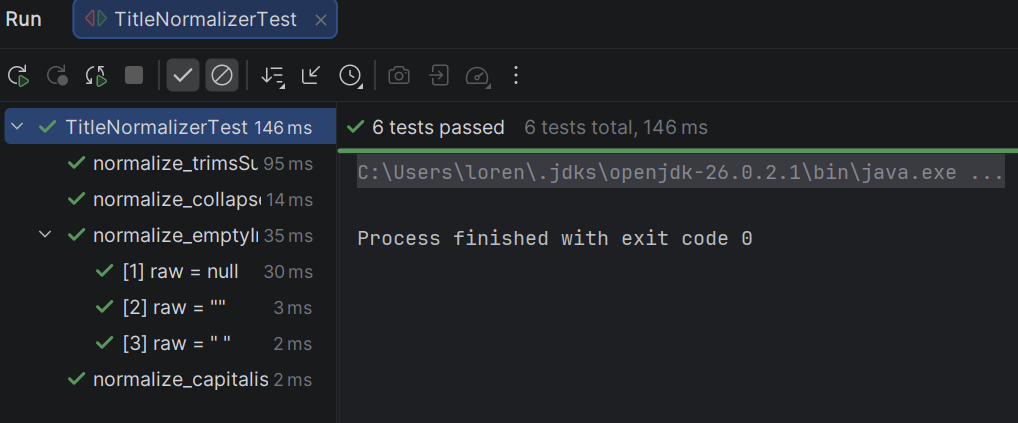 Run TitleNormalizerTest
TitleNormalizerTest 146 ms
normalize_trimsSu 95 ms
normalize_collaps 14 ms
normalize_emptyIn 35 ms
[1] raw = null 30 ms
[2] raw = "" 3 ms
[3] raw = " " 2 ms
normalize_capitalis 2 ms
6 tests passed 6 tests total, 146 ms
C:\Users\loren\.jdks\openjdk-26.0.2.1\bin\java.exe ...
Process finished with exit code 0